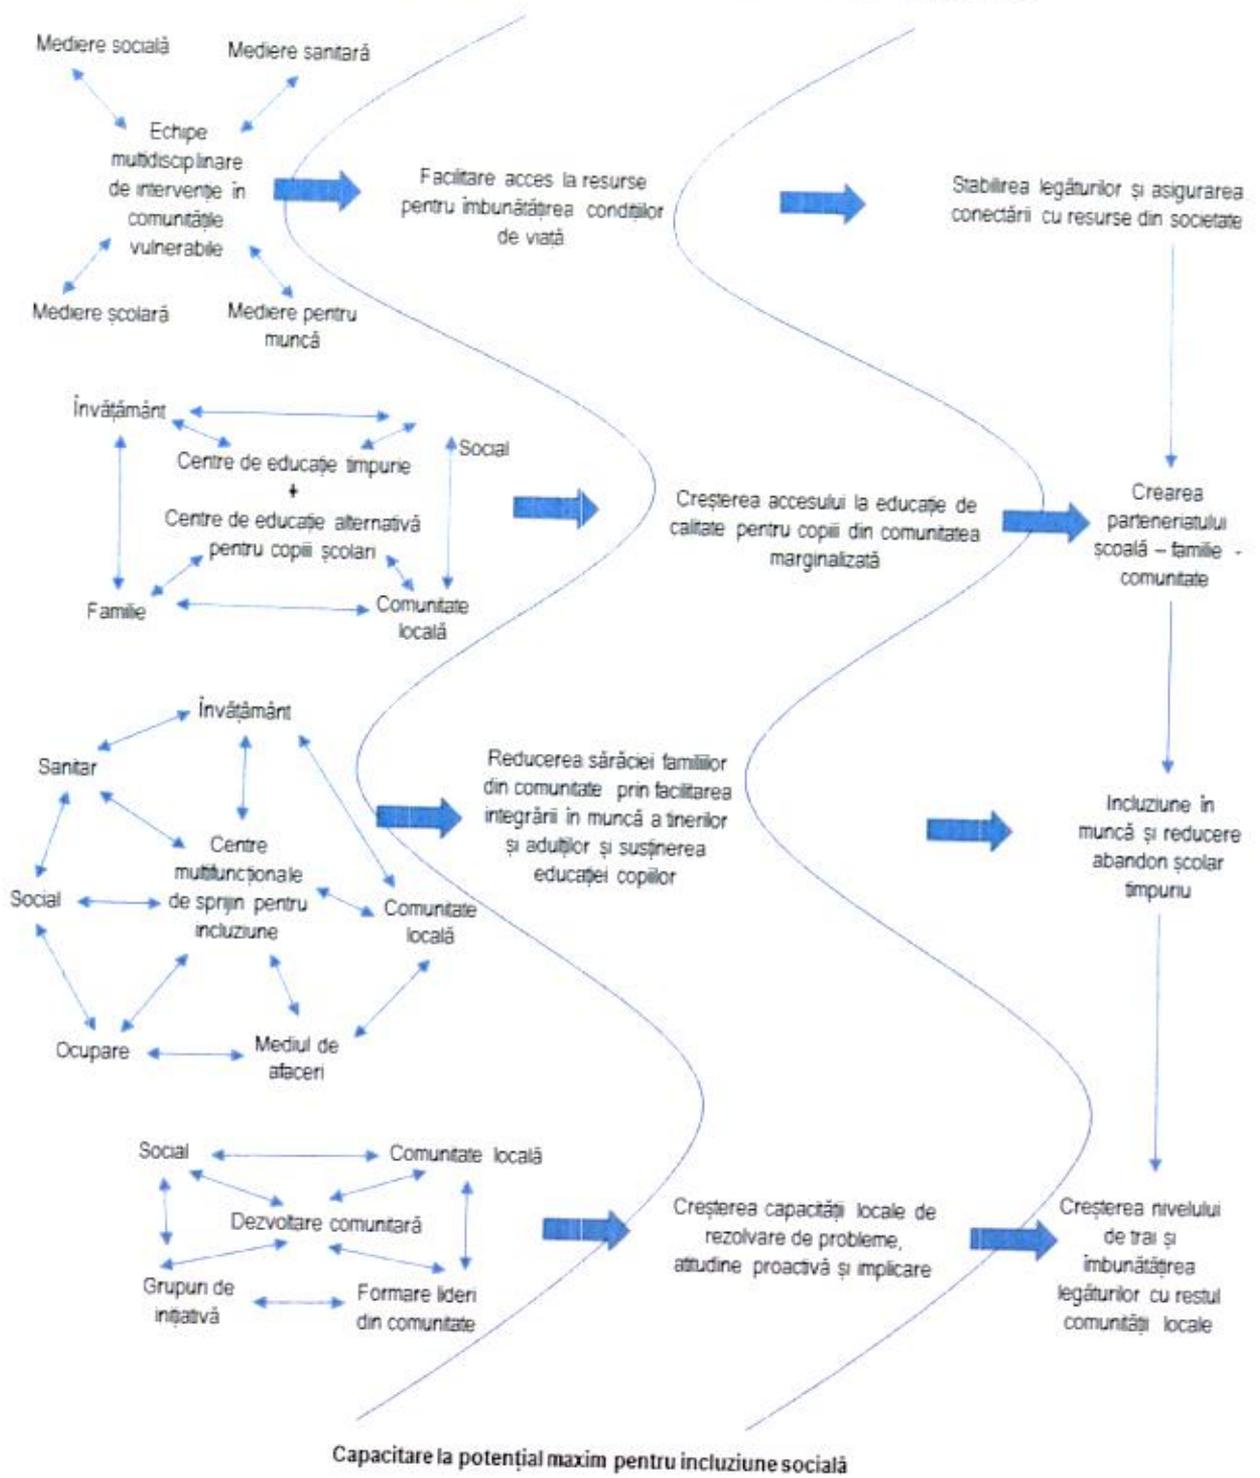 Mediere socială
Mediere sanitară
Echipe
multidisciplinare
de intervenție în
comunitățile
vulnerabile
Mediere școlară
Mediere pentru
muncă
Facilitare acces la resurse
pentru îmbunătățirea condițiilor
de viață
Stabilirea legăturilor și asigurarea
conectării cu resurse din societate
Învățământ
Social
Centre de educație timpurie
+
Centre de educație alternativă
pentru copiii școlari
Familie
Comunitate
locală
Creșterea accesului la educație de
calitate pentru copiii din comunitatea
marginalizată
Crearea
parteneriatului
școală – familie -
comunitate
Învățământ
Sanitar
Centre
multifuncționale
de sprijin pentru
incluziune
Social
Comunitate
locală
Ocupare
Mediul de
afaceri
Reducerea sărăciei familiilor
din comunitate prin facilitarea
integrării în muncă a tinerilor
și adulților și susținerea
educației copiilor
Incluziune în
muncă și reducere
abandon școlar
timpuriu
Social
Comunitate locală
Dezvoltare comunitară
Grupuri de
inițiativă
Formare lideri
din comunitate
Creșterea capacității locale de
rezolvare de probleme,
atitudine proactivă și implicare
Creșterea nivelului
de trai și
îmbunătățirea
legăturilor cu restul
comunității locale
Capacitare la potențial maxim pentru incluziune socială